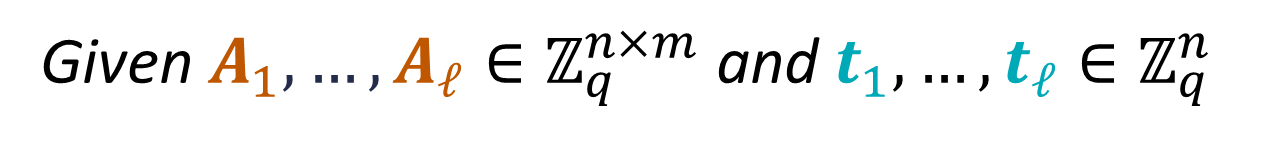 Given 𝑨₁, … , 𝑨_ℓ ∈ ℤ_q^{n×m} and 𝒕₁, … , 𝒕_ℓ ∈ ℤ_q^n